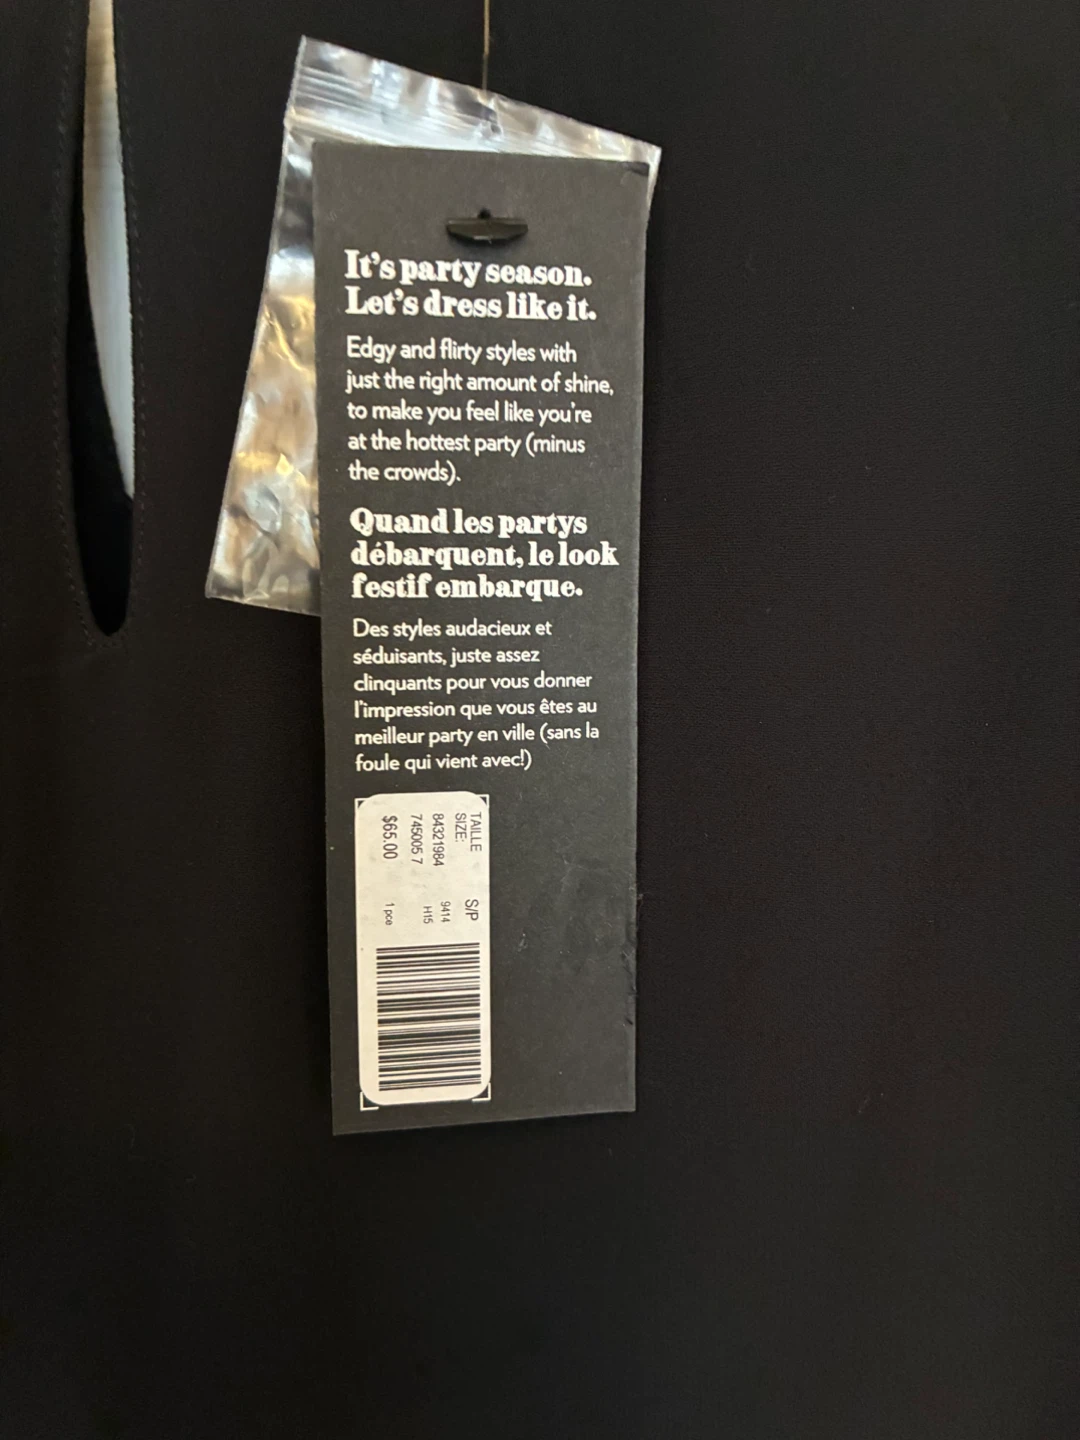 It's party season.
Let's dress like it.
Edgy and flirty styles with
just the right amount of shine,
to make you feel like you're
at the hottest party (minus
the crowds).
Quand les partys
débarquent, le look
festif embarque.
Des styles audacieux et
séduisants, juste assez
clinquants pour vous donner
l'impression que vous êtes au
meilleur party en ville (sans la
foule qui vient avec!)
TAILLE
SIZE: S/P
84321984 9414
745005 7 H15
$65.00 1 pce